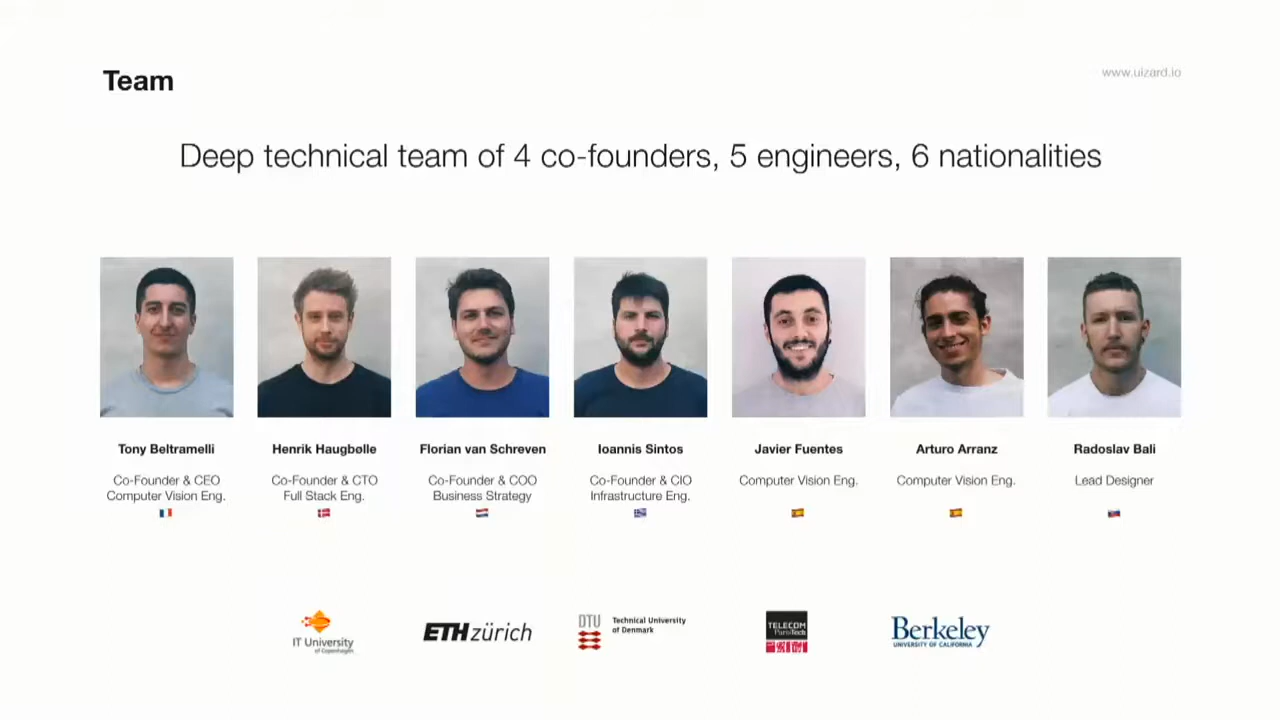 Team
www.uizard.io
Deep technical team of 4 co-founders, 5 engineers, 6 nationalities
Tony Beltramelli
Henrik Haugbølle
Florian van Schreven
Ioannis Sintos
Javier Fuentes
Arturo Arranz
Radoslav Bali
Co-Founder & CEO
Computer Vision Eng.
Co-Founder & CTO
Full Stack Eng.
Co-Founder & COO
Business Strategy
Co-Founder & CIO
Infrastructure Eng.
Computer Vision Eng.
Computer Vision Eng.
Lead Designer
IT University
of Copenhagen
ETH zürich
DTU
Technical University
of Denmark
TELECOM
ParisTech
Berkeley
UNIVERSITY OF CALIFORNIA